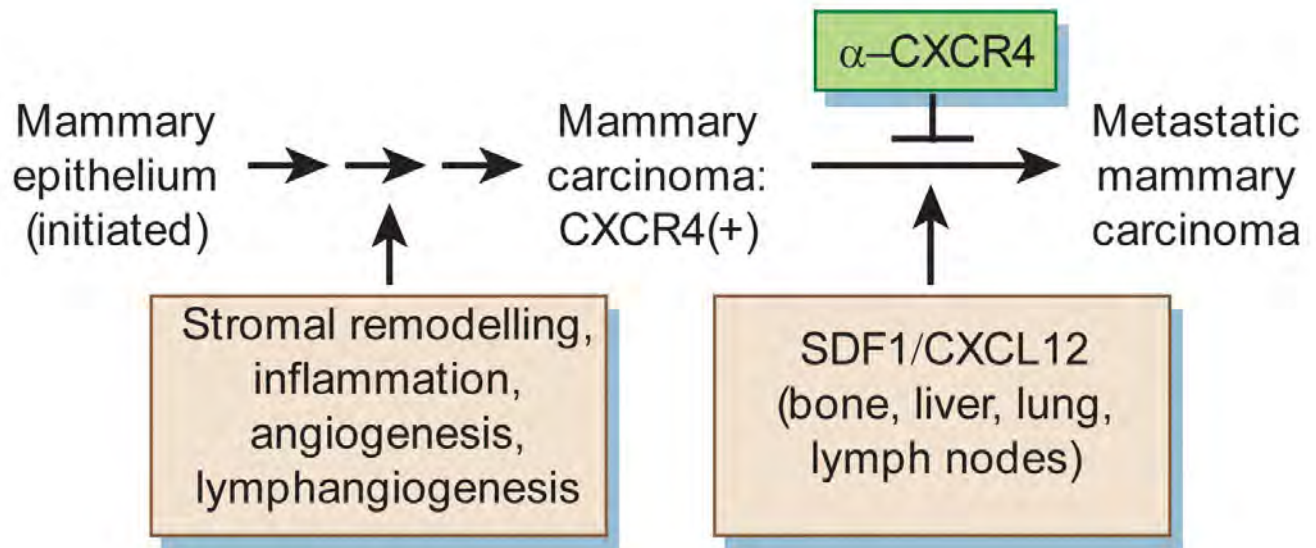 α–CXCR4
Mammary
epithelium
(initiated)
Mammary
carcinoma:
CXCR4(+)
Metastatic
mammary
carcinoma
Stromal remodelling,
inflammation,
angiogenesis,
lymphangiogenesis
SDF1/CXCL12
(bone, liver, lung,
lymph nodes)